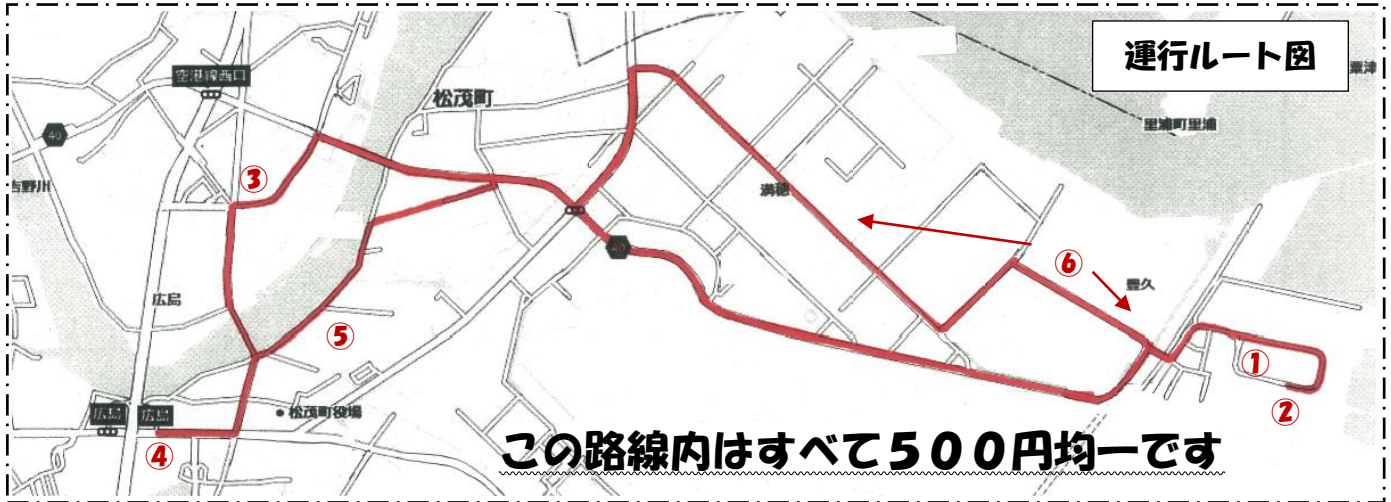 運行ルート図
粟津
空港線西口
松茂町
里浦町里浦
40
吉野川
③
満穂
40
⑥
豊久
広島
⑤
①
②
広島
広島
松茂町役場
④
この路線内はすべて５００円均一です